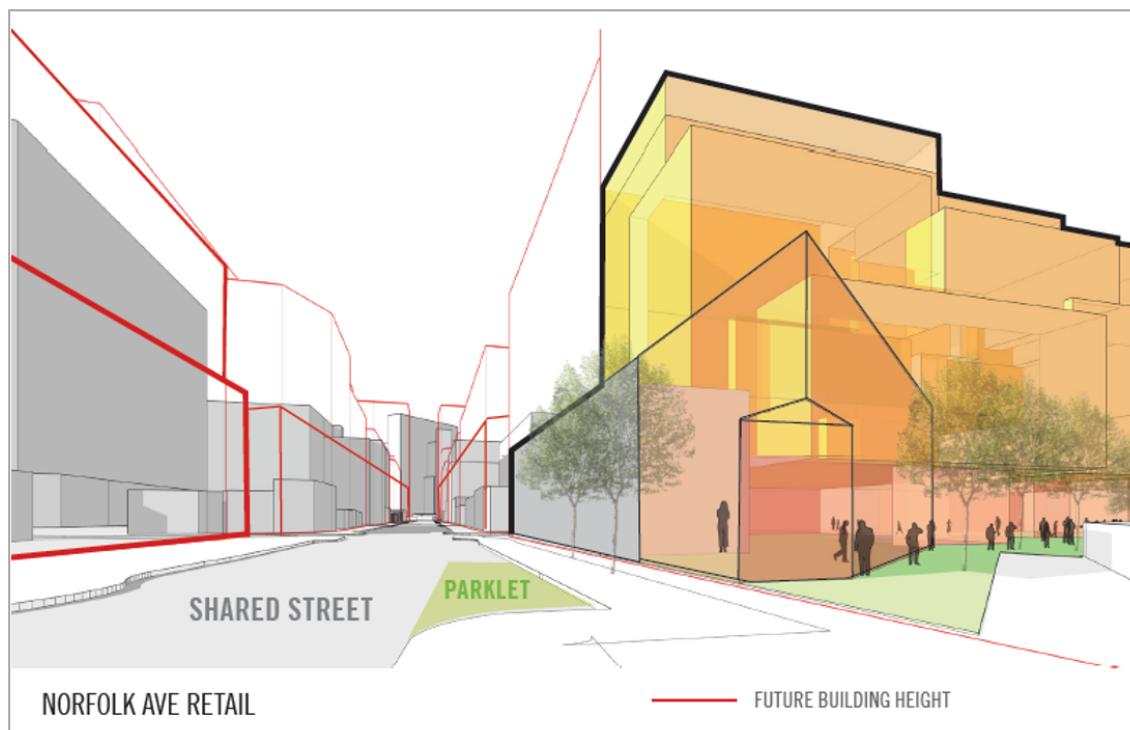 SHARED STREET
PARKLET
NORFOLK AVE RETAIL
FUTURE BUILDING HEIGHT